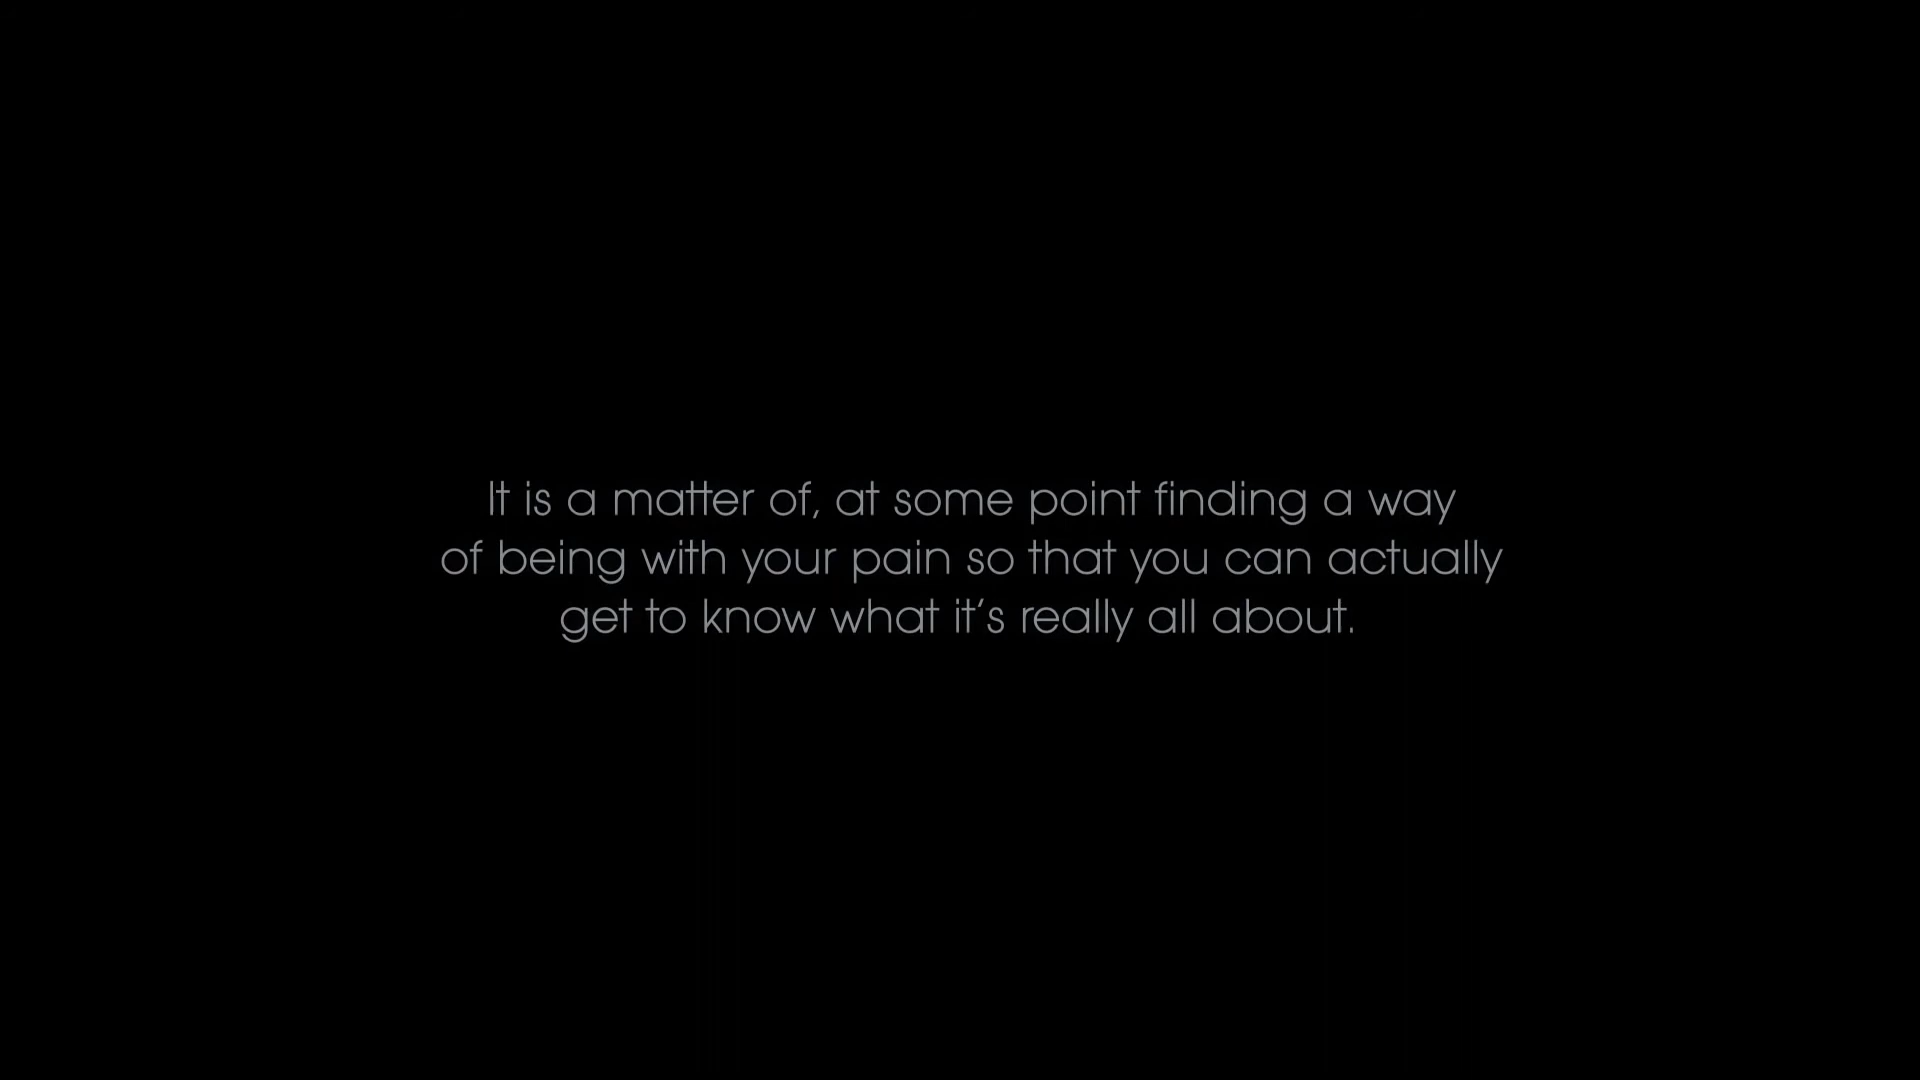 It is a matter of, at some point finding a way
of being with your pain so that you can actually
get to know what it's really all about.